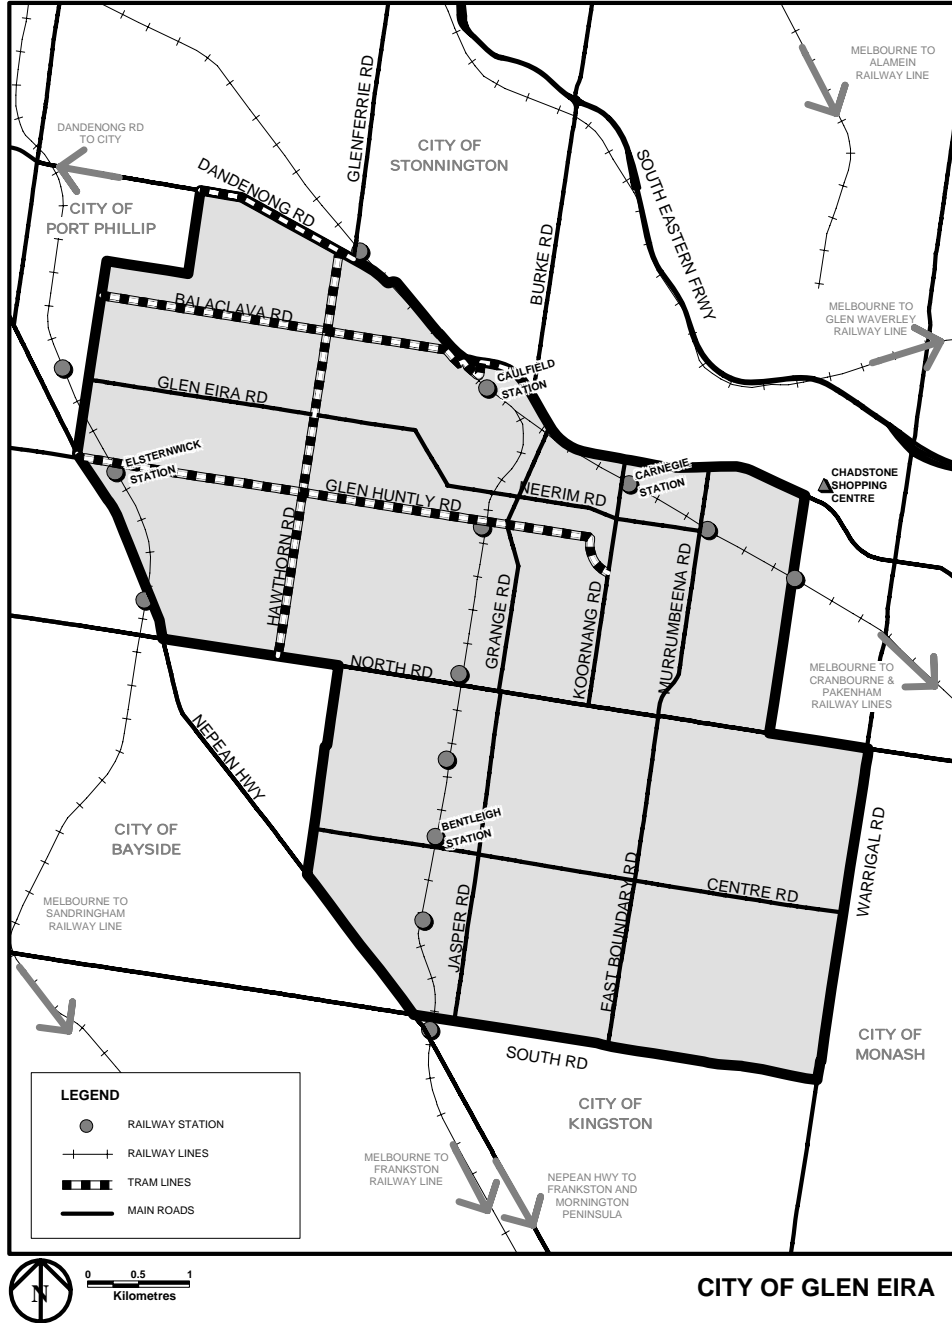 MELBOURNE TO
ALAMEIN
RAILWAY LINE
DANDENONG RD
TO CITY
GLENFERRIE RD
CITY OF
STONNINGTON
SOUTH EASTERN FRWY
DANDENONG RD
CITY OF
PORT PHILLIP
BURKE RD
BALACLAVA RD
MELBOURNE TO
GLEN WAVERLEY
RAILWAY LINE
CAULFIELD
STATION
GLEN EIRA RD
ELSTERNWICK
STATION
CARNEGIE
STATION
CHADSTONE
SHOPPING
CENTRE
GLEN HUNTLY RD
NEERIM RD
HAWTHORN RD
GRANGE RD
KOORNANG RD
MURRUMBEENA RD
NORTH RD
MELBOURNE TO
CRANBOURNE &
PAKENHAM
RAILWAY LINES
NEPEAN HWY
CITY OF
BAYSIDE
BENTLEIGH
STATION
WARRIGAL RD
CENTRE RD
MELBOURNE TO
SANDRINGHAM
RAILWAY LINE
JASPER RD
EAST BOUNDARY RD
CITY OF
MONASH
SOUTH RD
CITY OF
KINGSTON
LEGEND
RAILWAY STATION
RAILWAY LINES
TRAM LINES
MAIN ROADS
MELBOURNE TO
FRANKSTON
RAILWAY LINE
NEPEAN HWY TO
FRANKSTON AND
MORNINGTON
PENINSULA
N
0 0.5 1
Kilometres
CITY OF GLEN EIRA